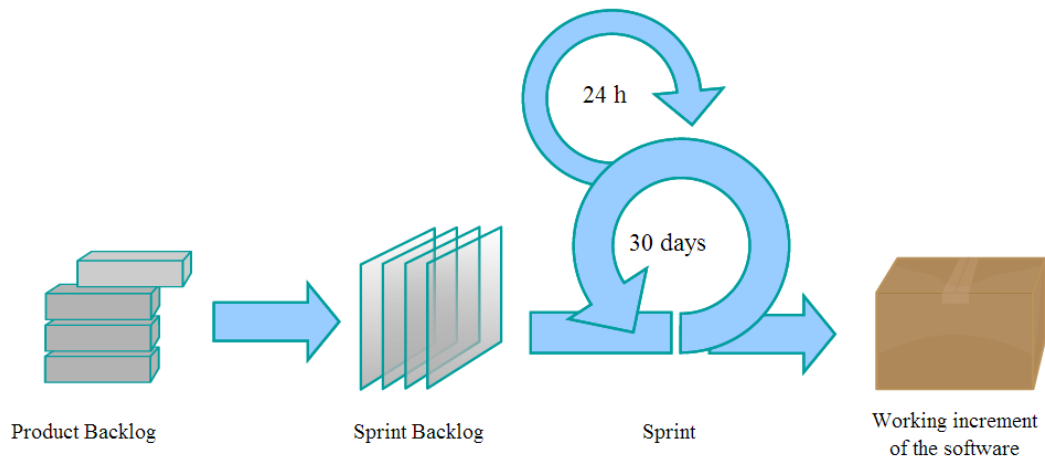 24 h
30 days
Product Backlog
Sprint Backlog
Sprint
Working increment
of the software